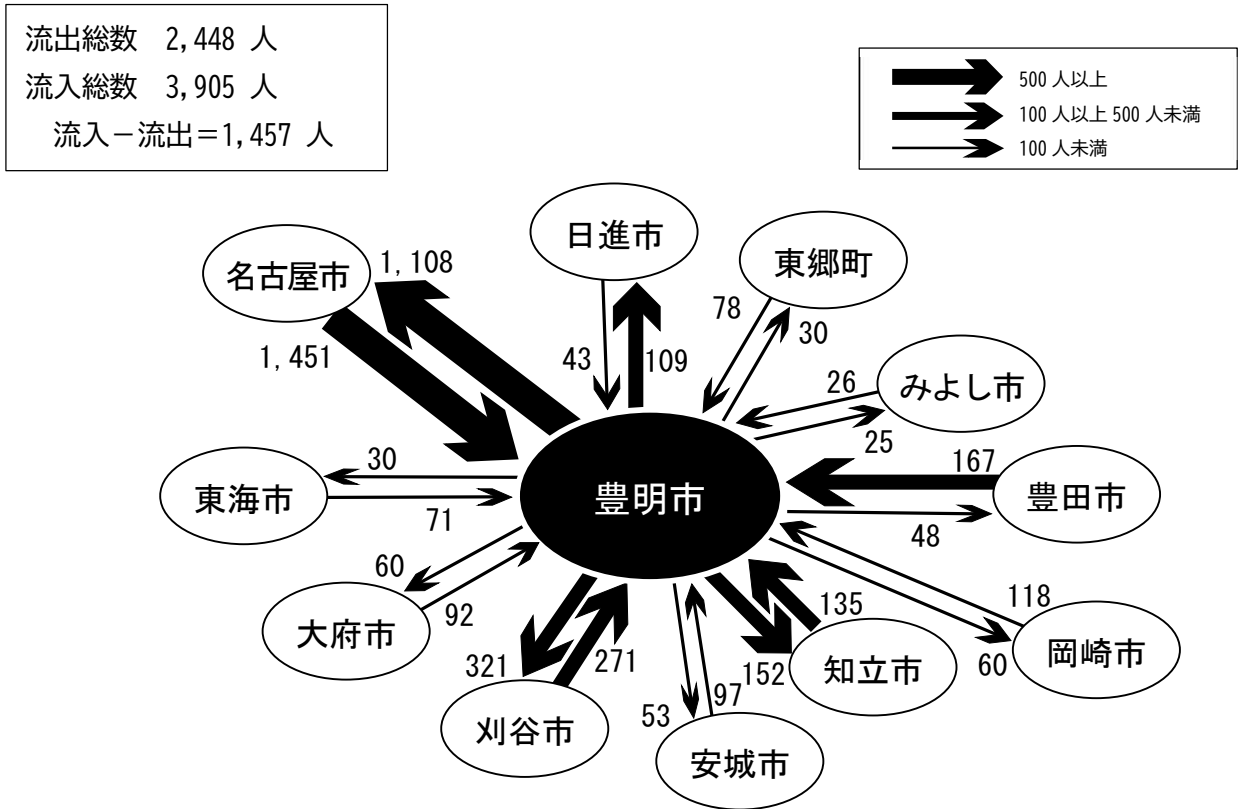 流出総数 2,448 人
流入総数 3,905 人
流入－流出＝1,457 人
500 人以上
100 人以上 500 人未満
100 人未満
日進市
名古屋市
1,108
東郷町
78
30
1,451
43
109
26
みよし市
25
167
30
東海市
71
豊明市
豊田市
48
60
92
大府市
135
118
321
271
152
知立市
60
岡崎市
53
97
刈谷市
安城市